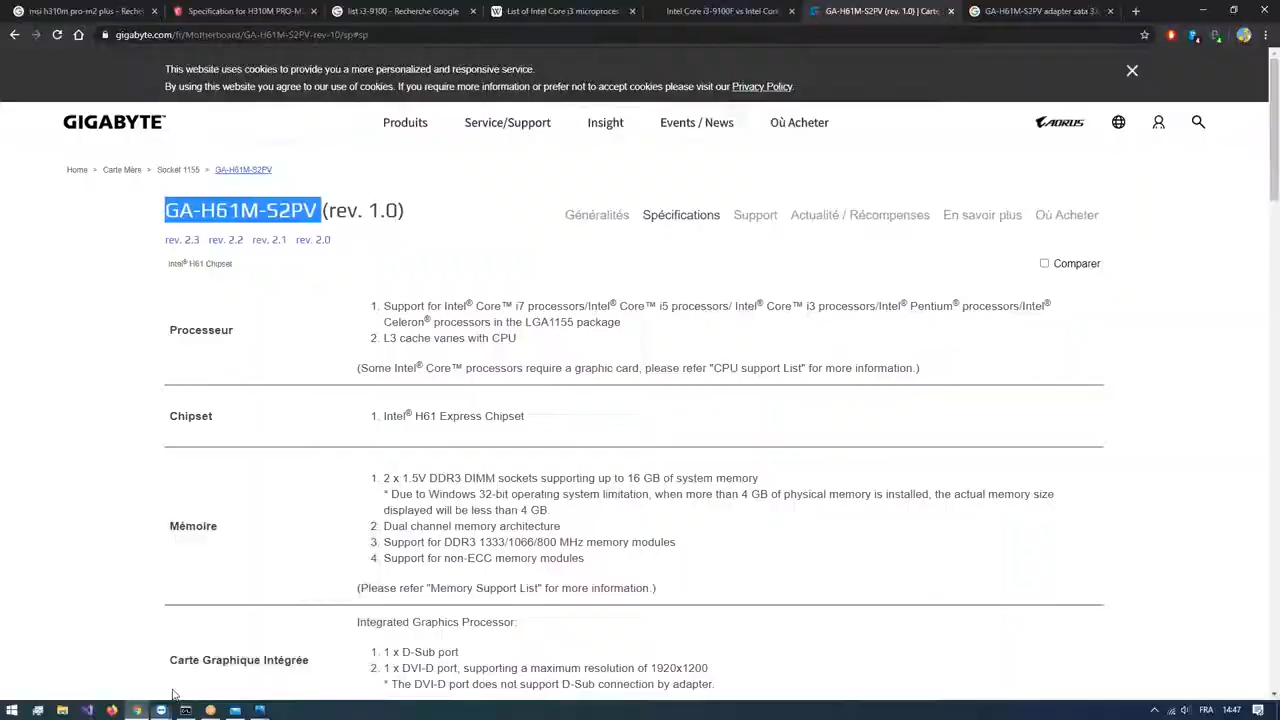 Motherbo
Mot
Résolution de h310m - M
Specification for H310M PRO-M
list i3-9100 - Recherche Google
List of Intel Core i3 microproces
Intel Core i3-9100F vs Intel Core
GA-H61M-S2PV (rev. 1.0) | Carte
GA-H61M-S2PV adapter sata 3
gigabyte.com/fr/Motherboard/GA-H61M-S2PV-rev-10/sp#sp
This website uses cookies to provide you a more personalized and responsive service.
By using this website you agree to our use of cookies. If you require more information or prefer not to accept cookies please visit our Privacy Policy.
GIGABYTE™
Produits
Service/Support
Insight
Events / News
Où Acheter
AORUS
Home > Carte Mère > Socket 1155 > GA-H61M-S2PV
GA-H61M-S2PV (rev. 1.0)
Généralités
Spécifications
Support
Actualité / Récompenses
En savoir plus
Où Acheter
rev. 2.3 rev. 2.2 rev. 2.1 rev. 2.0
Intel® H61 Chipset
Comparer
Processeur
1. Support for Intel® Core™ i7 processors/Intel® Core™ i5 processors/ Intel® Core™ i3 processors/Intel® Pentium® processors/Intel®
Celeron® processors in the LGA1155 package
2. L3 cache varies with CPU
(Some Intel® Core™ processors require a graphic card, please refer "CPU support List" for more information.)
Chipset
1. Intel® H61 Express Chipset
Mémoire
1. 2 x 1.5V DDR3 DIMM sockets supporting up to 16 GB of system memory
* Due to Windows 32-bit operating system limitation, when more than 4 GB of physical memory is installed, the actual memory size
displayed will be less than 4 GB.
2. Dual channel memory architecture
3. Support for DDR3 1333/1066/800 MHz memory modules
4. Support for non-ECC memory modules
(Please refer "Memory Support List" for more information.)
Carte Graphique Intégrée
Integrated Graphics Processor:
1. 1 x D-Sub port
2. 1 x DVI-D port, supporting a maximum resolution of 1920x1200
* The DVI-D port does not support D-Sub connection by adapter.
FRA
14:47